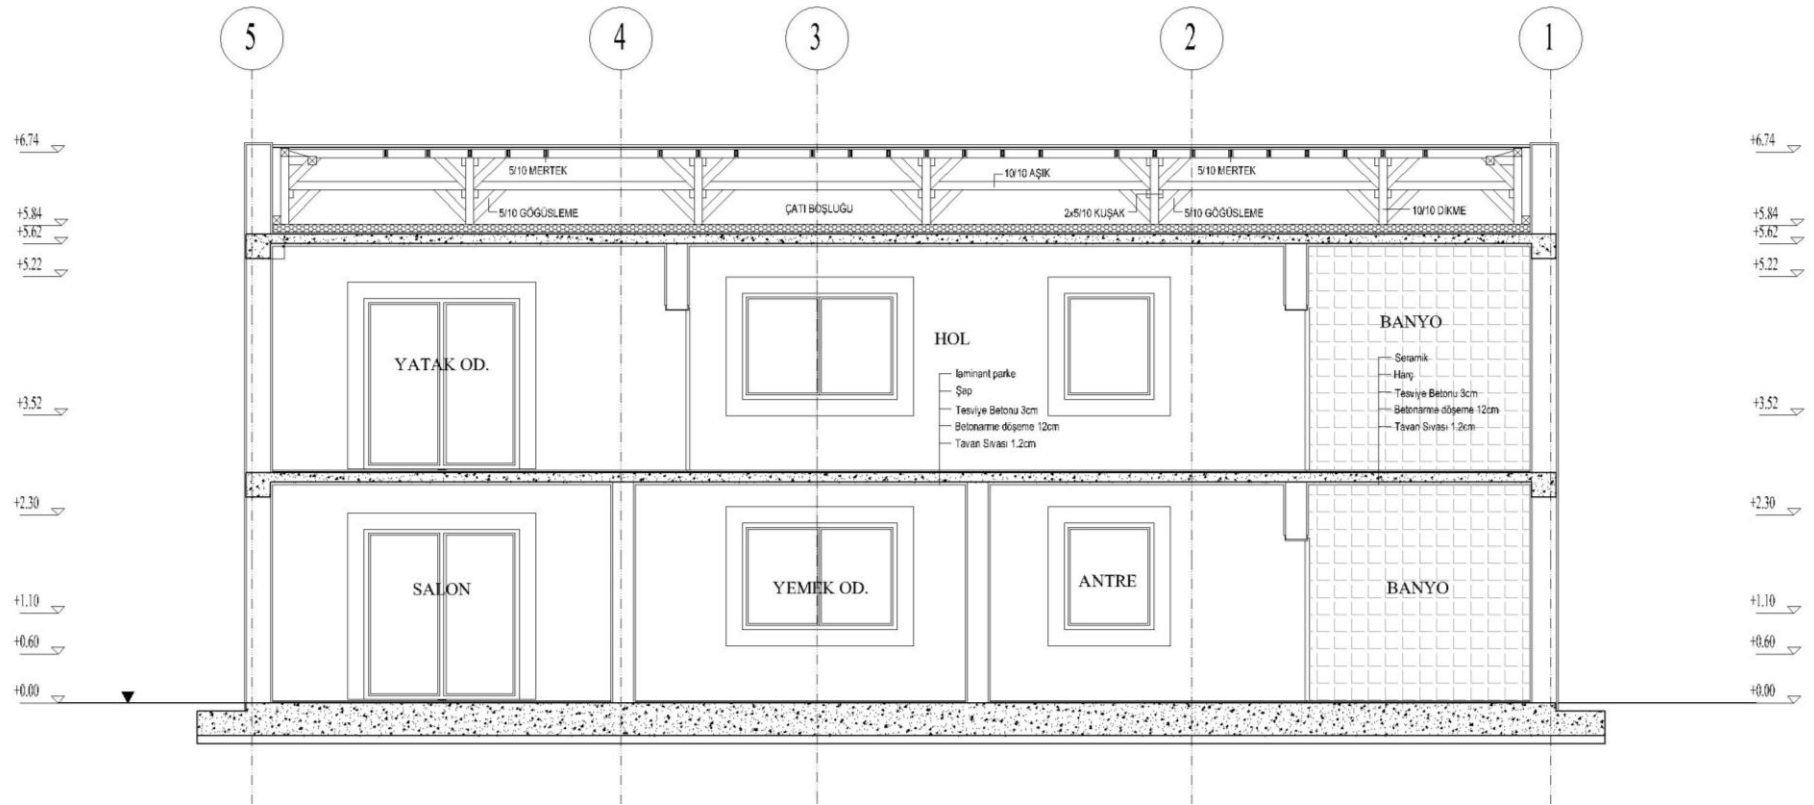 5 4 3 2 1
+6.74 +6.74
5/10 MERTEK 10/10 AŞIK 5/10 MERTEK
+5.84 5/10 GÖĞÜSLEME ÇATI BOŞLUĞU 2x5/10 KUŞAK 5/10 GÖĞÜSLEME 10/10 DİKME +5.84
+5.62 +5.62
+5.22 +5.22
BANYO
HOL
YATAK OD.
laminant parke
Şap
Tesviye Betonu 3cm
Betonarme döşeme 12cm
Tavan Sıvası 1.2cm
Seramik
Harç
Tesviye Betonu 3cm
Betonarme döşeme 12cm
Tavan Sıvası 1.2cm
+3.52 +3.52
+2.30 +2.30
SALON YEMEK OD. ANTRE BANYO
+1.10 +1.10
+0.60 +0.60
+0.00 +0.00